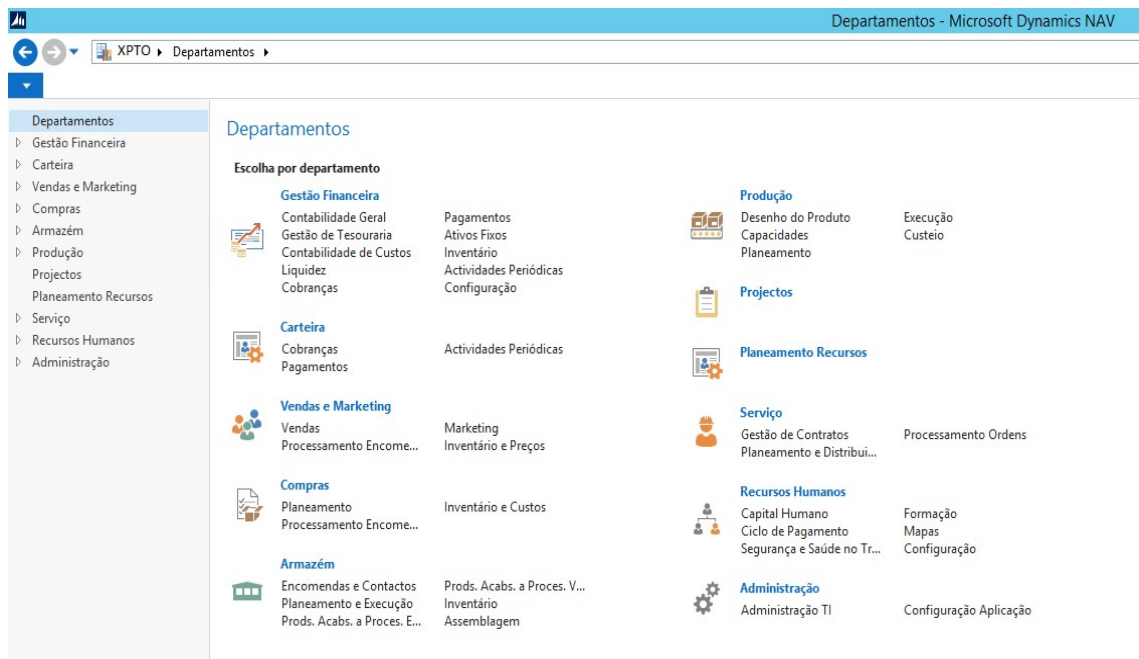 Departamentos - Microsoft Dynamics NAV
XPTO Departamentos
Departamentos
Gestão Financeira
Carteira
Vendas e Marketing
Compras
Armazém
Produção
Projectos
Planeamento Recursos
Serviço
Recursos Humanos
Administração
Departamentos
Escolha por departamento
Gestão Financeira
Contabilidade Geral
Gestão de Tesouraria
Contabilidade de Custos
Liquidez
Cobranças
Pagamentos
Ativos Fixos
Inventário
Actividades Periódicas
Configuração
Carteira
Cobranças
Pagamentos
Actividades Periódicas
Vendas e Marketing
Vendas
Processamento Encome...
Marketing
Inventário e Preços
Compras
Planeamento
Processamento Encome...
Inventário e Custos
Armazém
Encomendas e Contactos
Planeamento e Execução
Prods. Acabs. a Proces. E...
Prods. Acabs. a Proces. V...
Inventário
Assemblagem
Produção
Desenho do Produto
Capacidades
Planeamento
Execução
Custeio
Projectos
Planeamento Recursos
Serviço
Gestão de Contratos
Planeamento e Distribui...
Processamento Ordens
Recursos Humanos
Capital Humano
Ciclo de Pagamento
Segurança e Saúde no Tr...
Formação
Mapas
Configuração
Administração
Administração TI
Configuração Aplicação